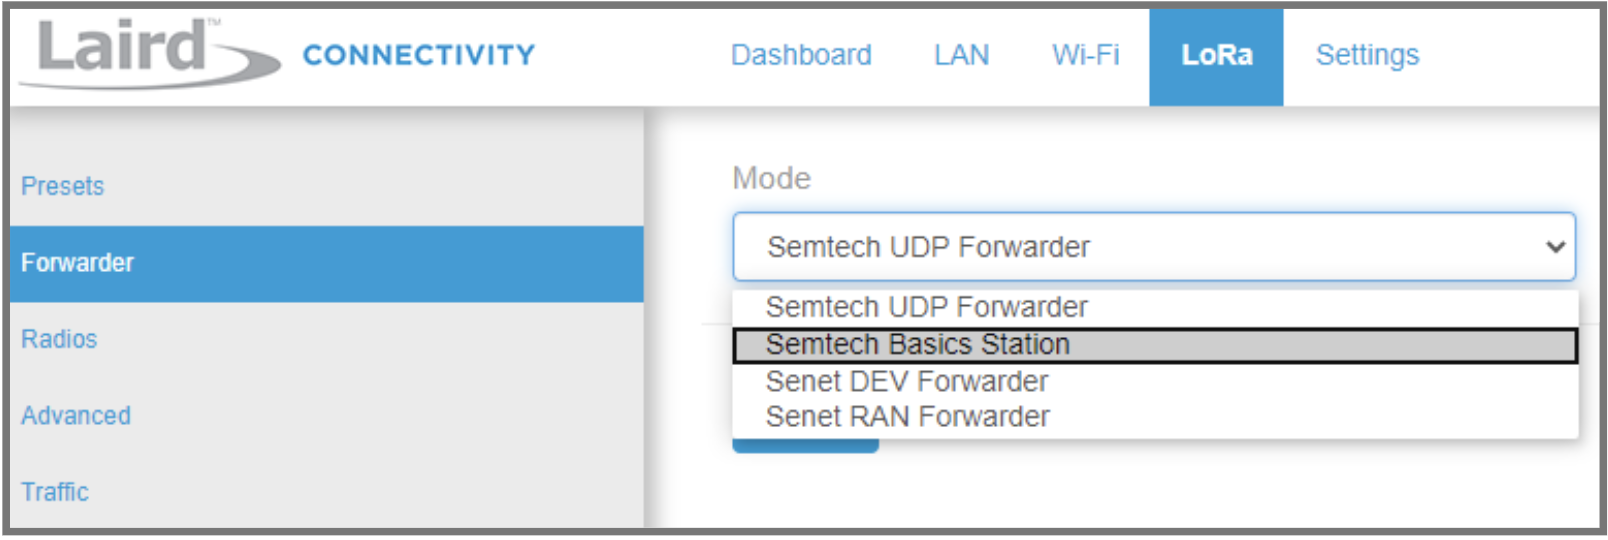 Laird™ CONNECTIVITY
Dashboard LAN Wi-Fi LoRa Settings
Presets
Forwarder
Radios
Advanced
Traffic
Mode
Semtech UDP Forwarder
Semtech UDP Forwarder
Semtech Basics Station
Senet DEV Forwarder
Senet RAN Forwarder